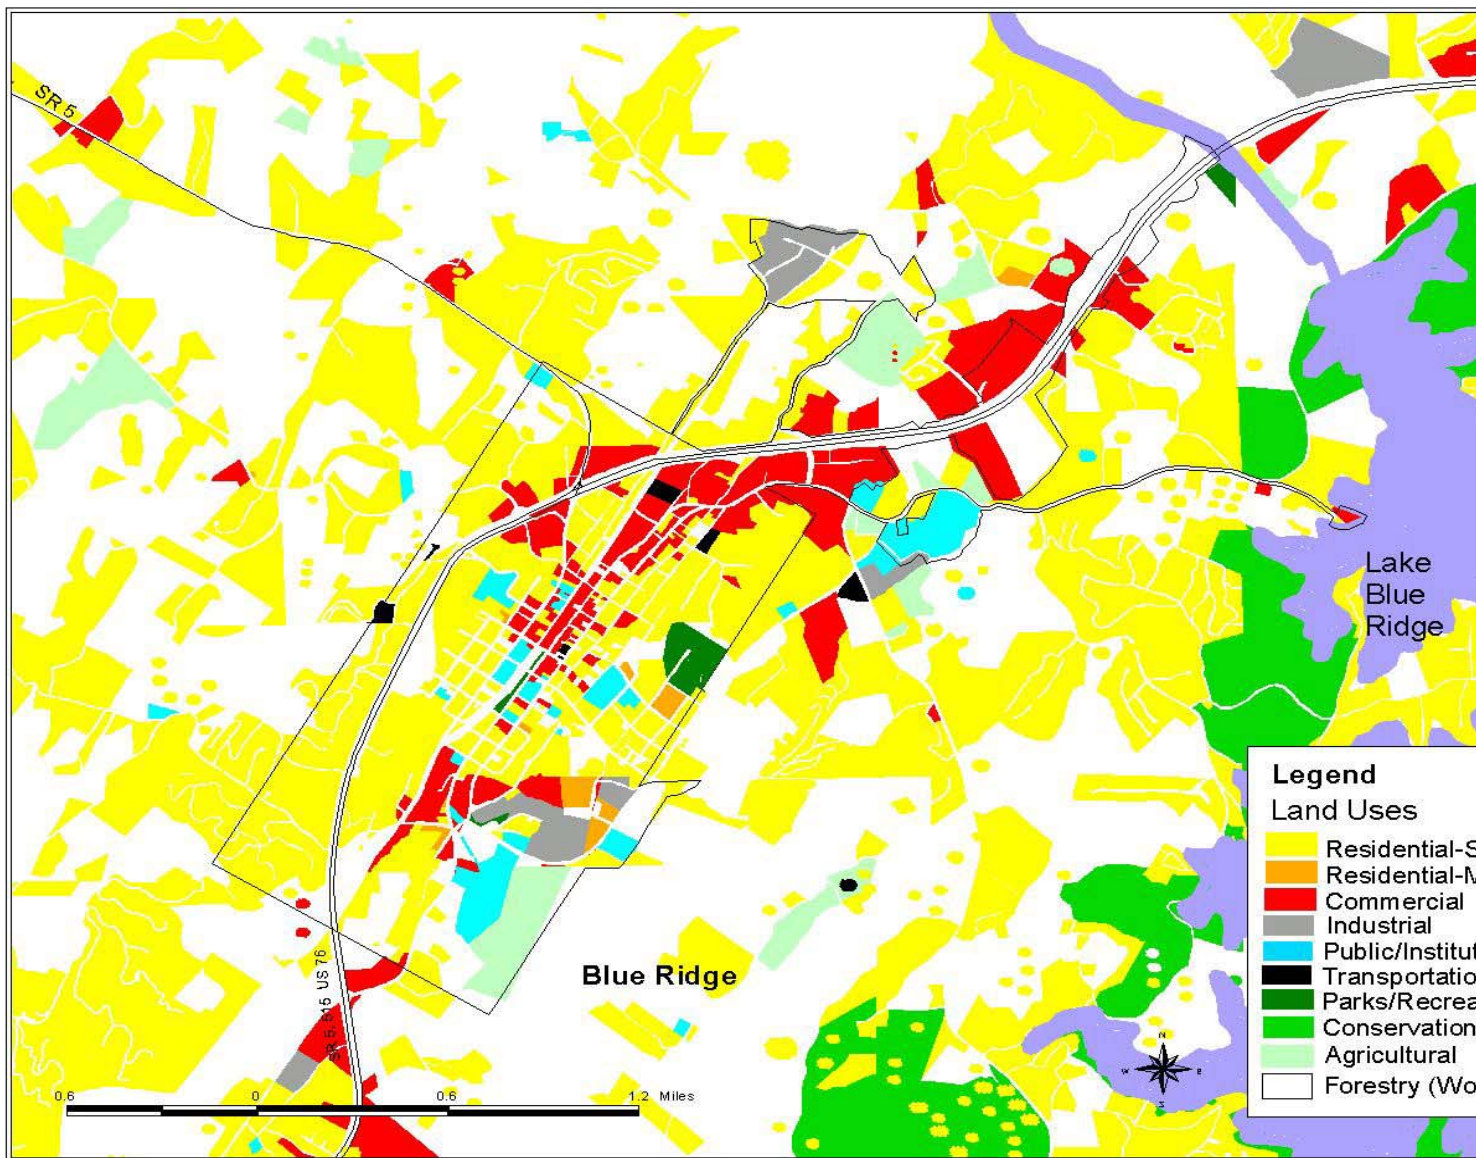 SR 5
Lake
Blue
Ridge
Legend
Land Uses
Residential-S
Residential-M
Commercial
Industrial
Public/Institut
Transportatio
Parks/Recrea
Conservation
Agricultural
Forestry (Wo
Blue Ridge
SR 5, 515 US 76
0.6 0 0.6 1.2 Miles
N
W E
S